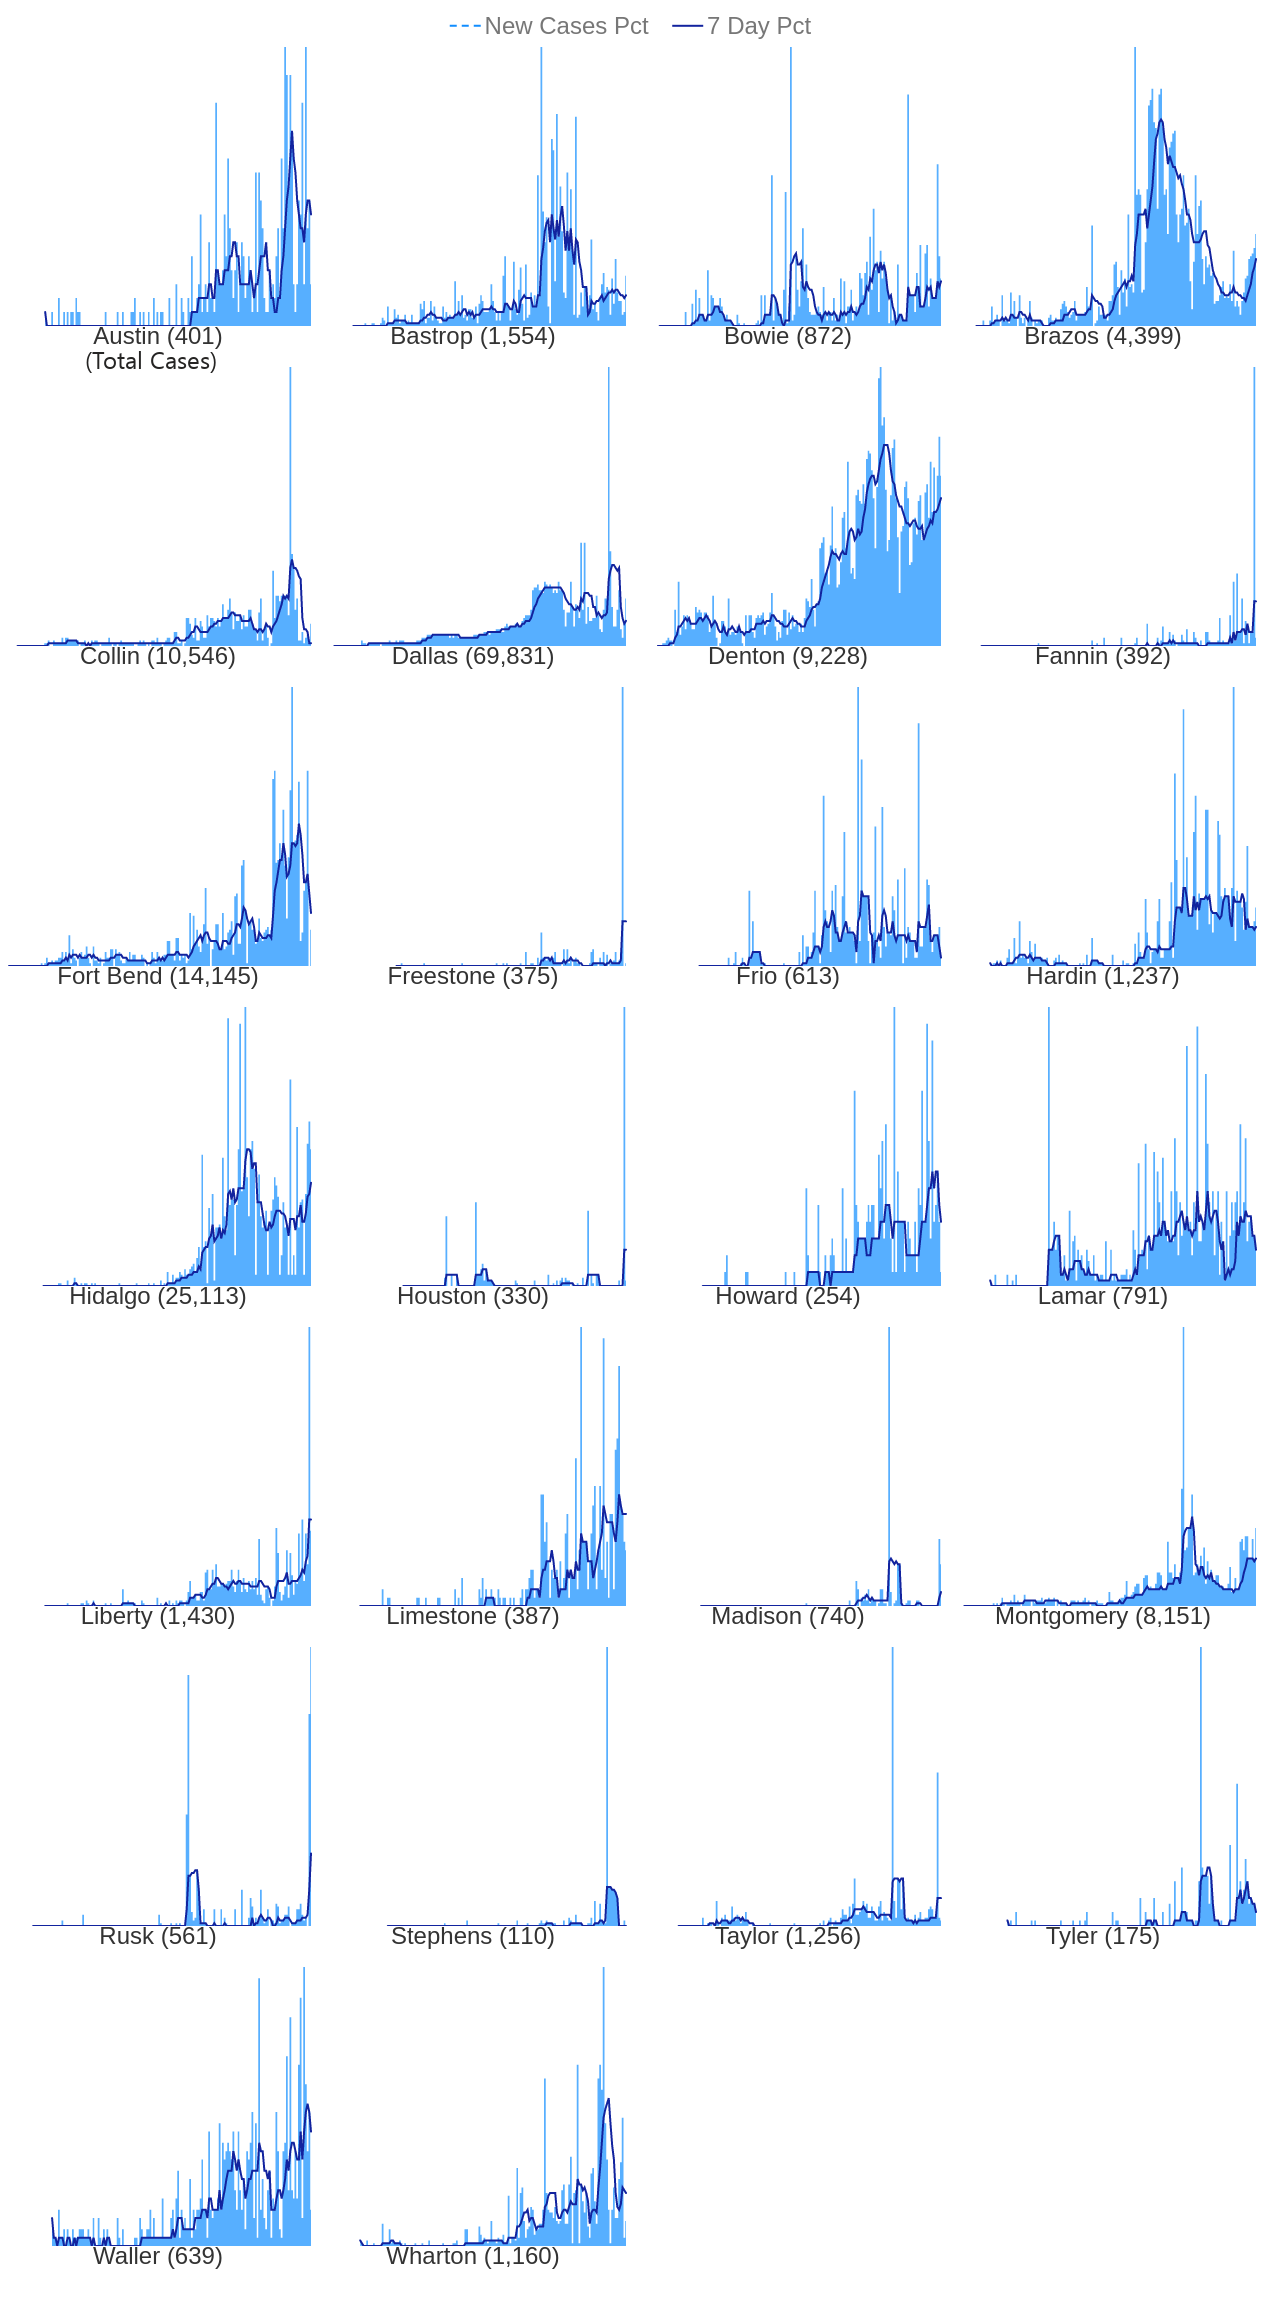 New Cases Pct 7 Day Pct
Austin (401) Bastrop (1,554) Bowie (872) Brazos (4,399)
(Total Cases)
Collin (10,546) Dallas (69,831) Denton (9,228) Fannin (392)
Fort Bend (14,145) Freestone (375) Frio (613) Hardin (1,237)
Hidalgo (25,113) Houston (330) Howard (254) Lamar (791)
Liberty (1,430) Limestone (387) Madison (740) Montgomery (8,151)
Rusk (561) Stephens (110) Taylor (1,256) Tyler (175)
Waller (639) Wharton (1,160)